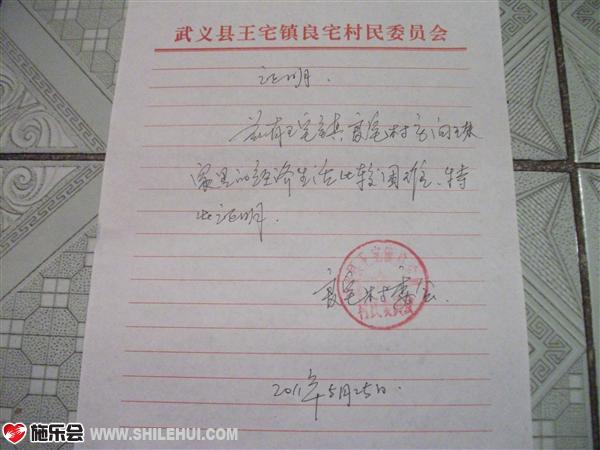 武义县王宅镇良宅村民委员会
证明.
兹有王宅镇良宅村方向球
家里的经济生活比较困难、特
此证明.
良宅村委会.
2011年5月25日.
施乐会 WWW.SHILEHUI.COM